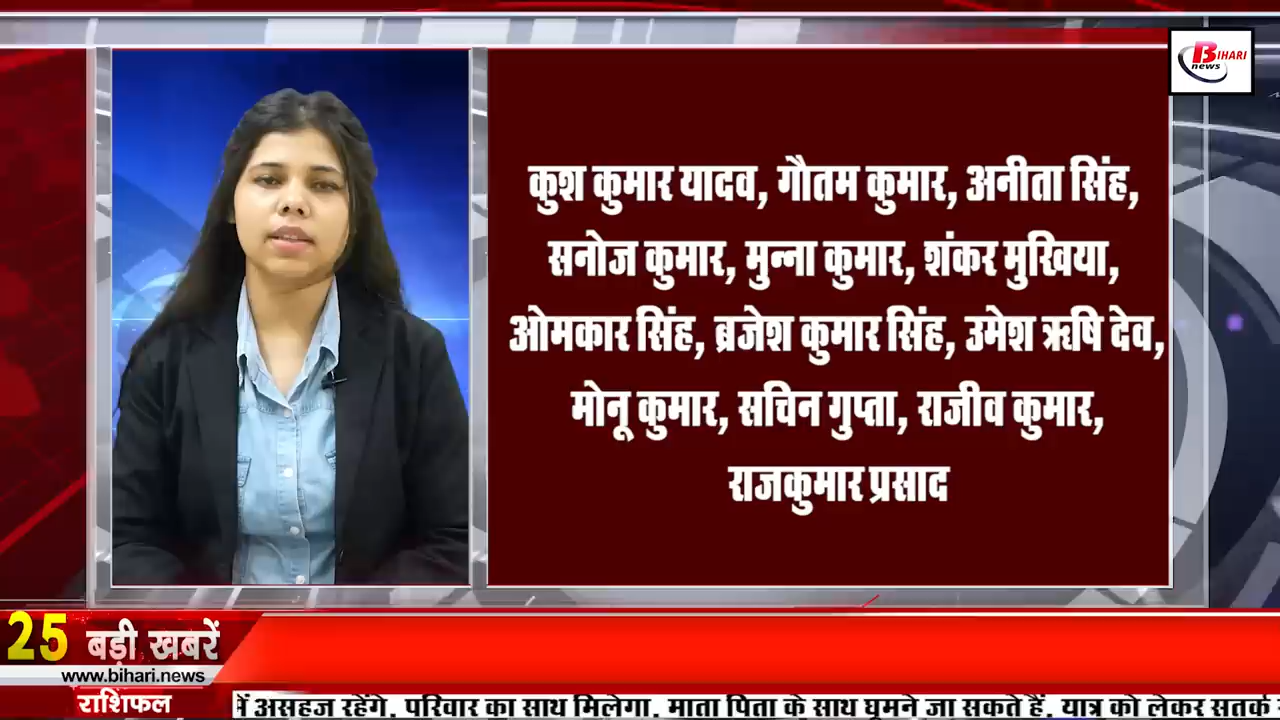 BIHARI
news
कुश कुमार यादव, गौतम कुमार, अनीता सिंह,
सनोज कुमार, मुन्ना कुमार, शंकर मुखिया,
ओमकार सिंह, ब्रजेश कुमार सिंह, उमेश ऋषि देव,
मोनू कुमार, सचिन गुप्ता, राजीव कुमार,
राजकुमार प्रसाद
25 बड़ी खबरें
www.bihari.news
राशिफल
में असहज रहेंगे. परिवार का साथ मिलेगा. माता पिता के साथ घूमने जा सकते हैं. यात्र को लेकर सतर्क